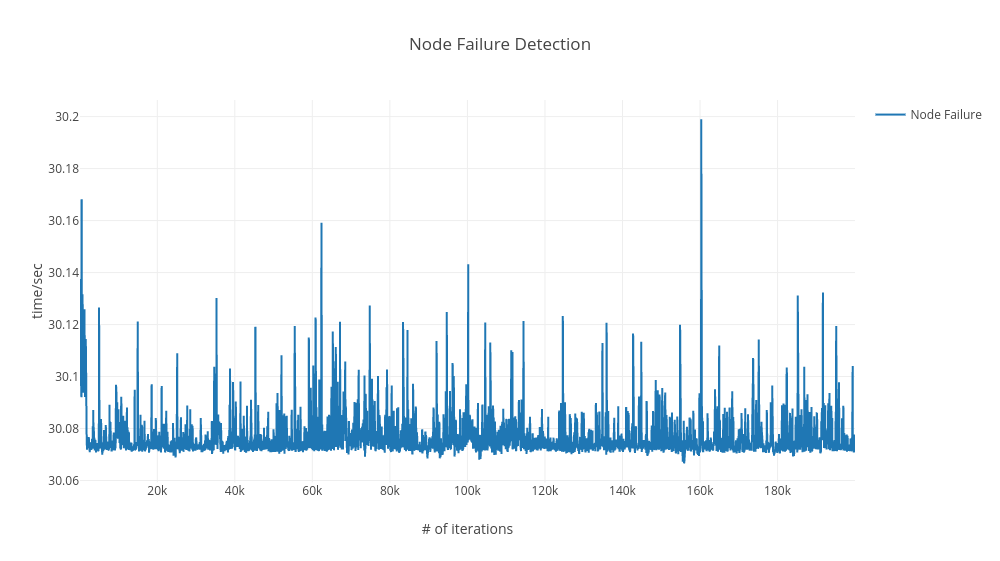 Node Failure Detection
Node Failure
30.2
30.18
30.16
30.14
30.12
30.1
30.08
30.06
time/sec
20k
40k
60k
80k
100k
120k
140k
160k
180k
# of iterations